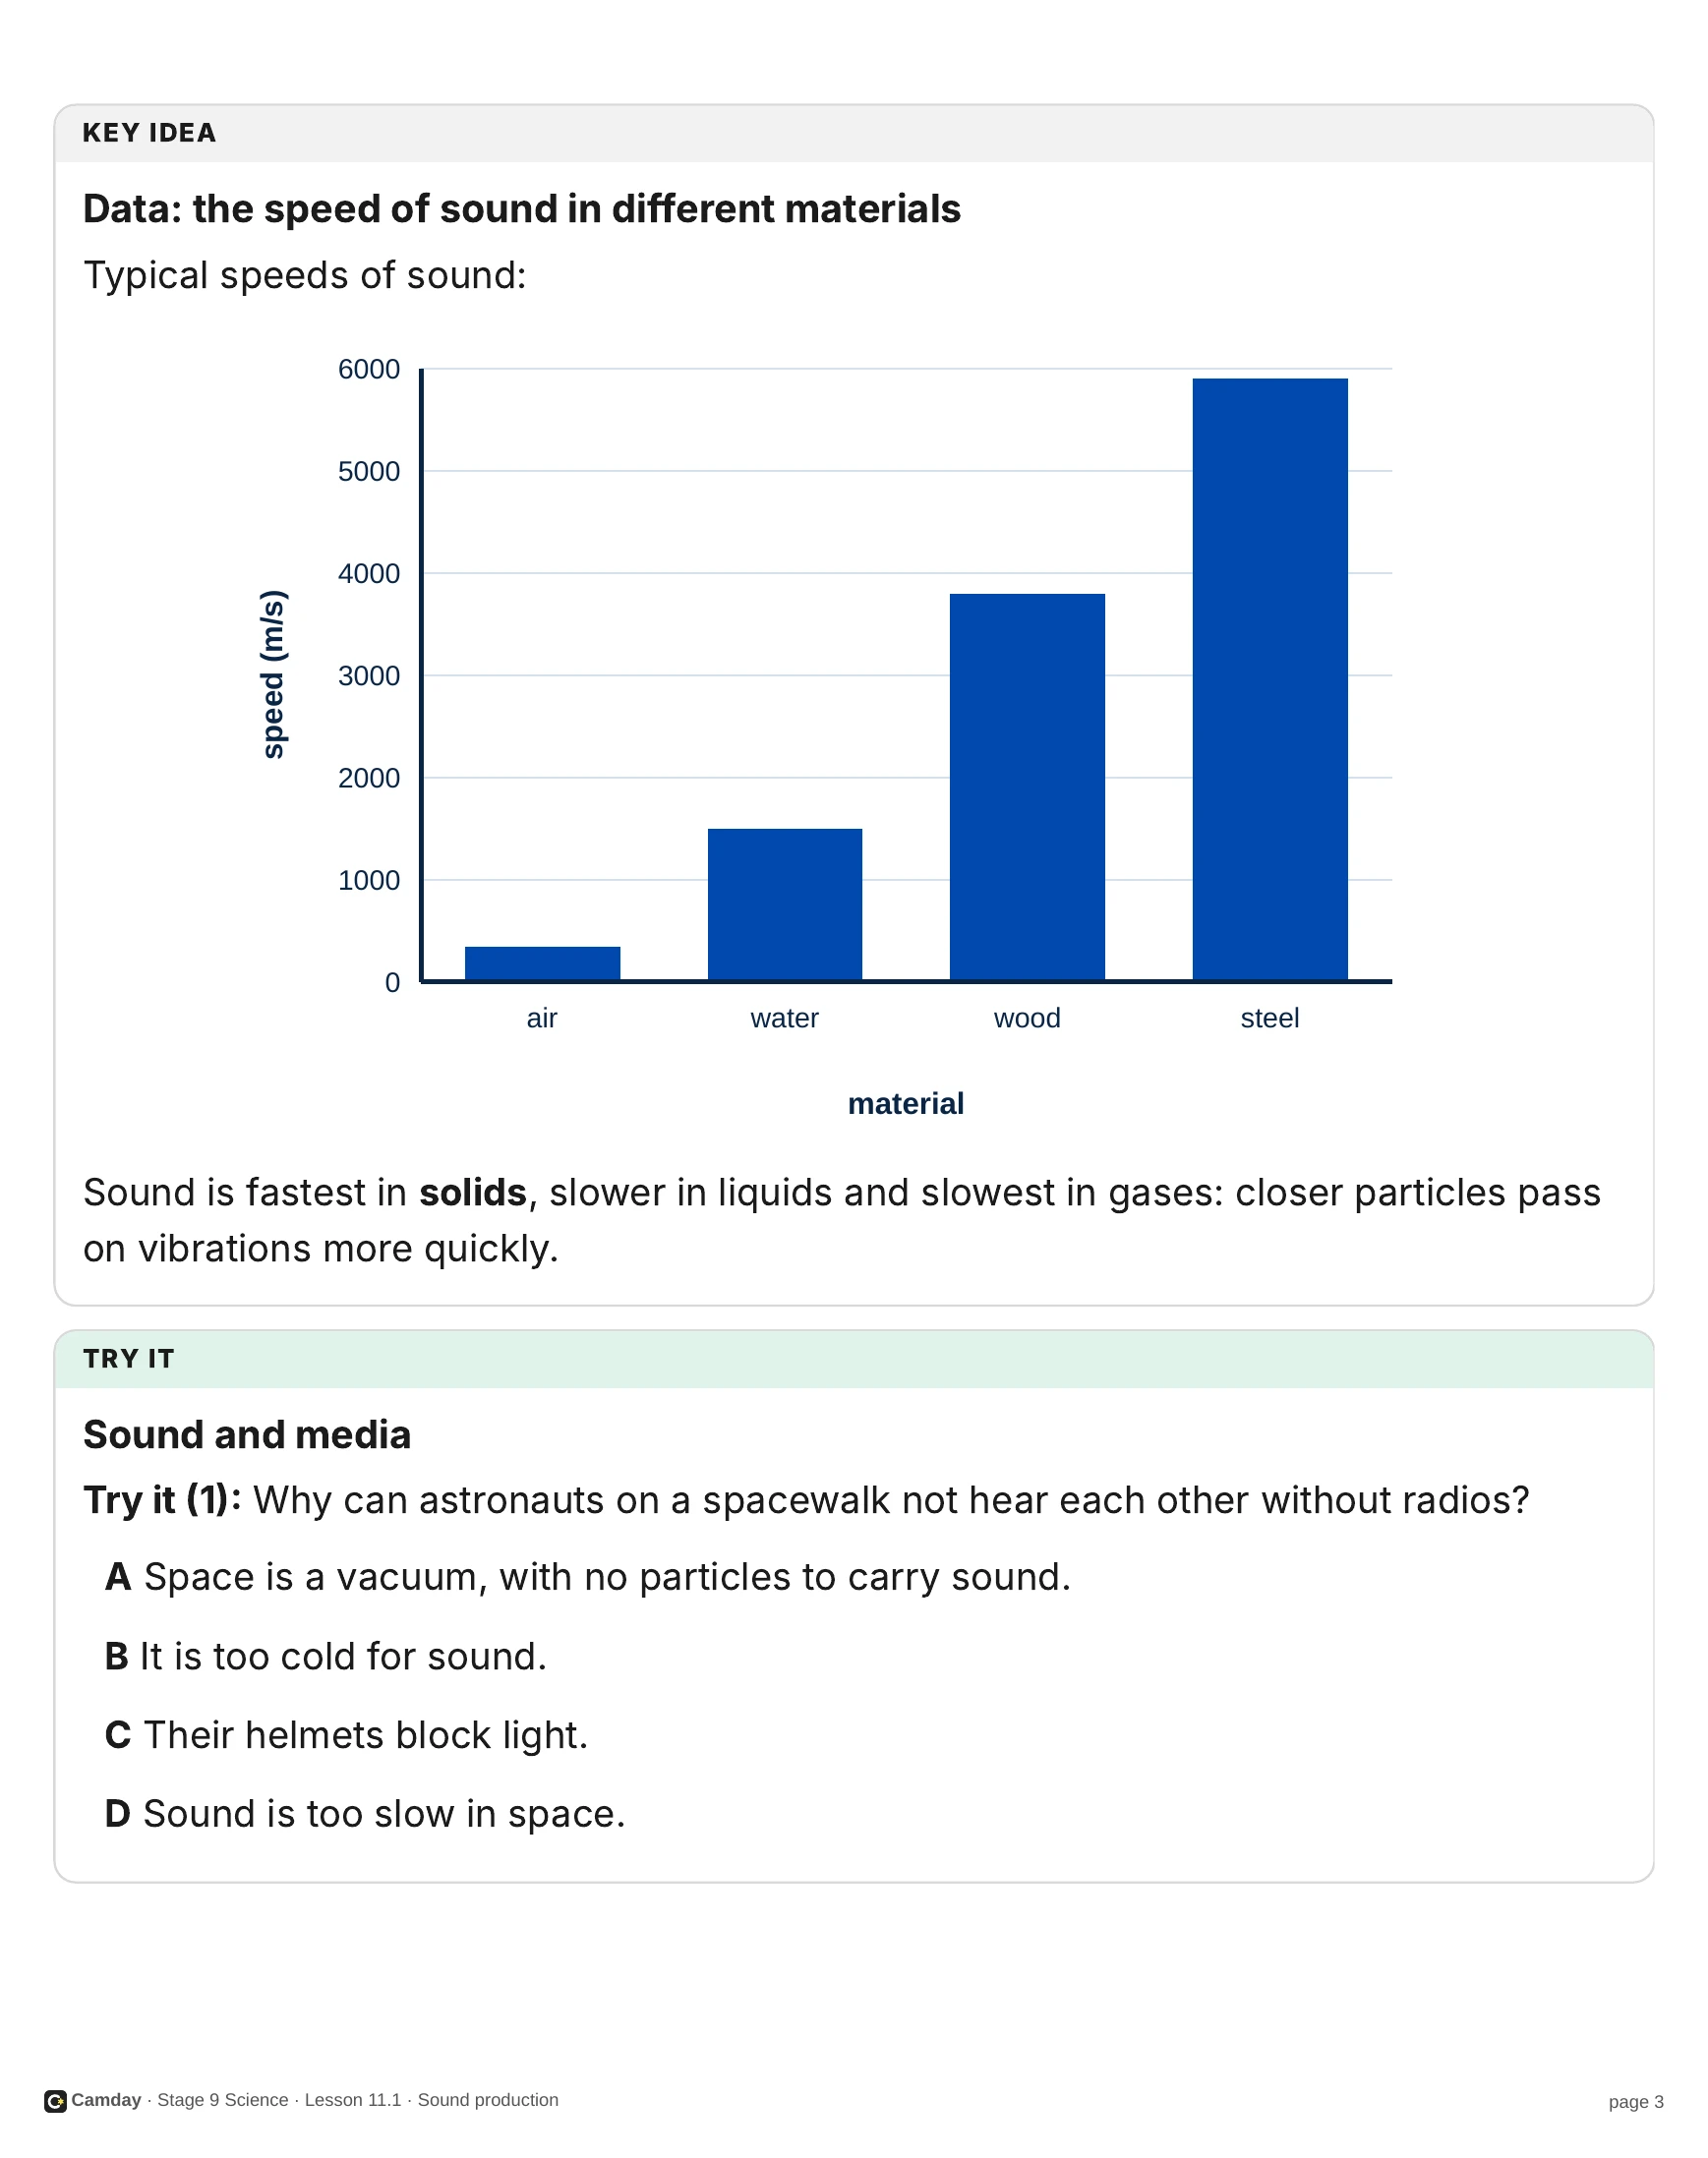 KEY IDEA
Data: the speed of sound in different materials
Typical speeds of sound:
6000
5000
4000
3000
2000
1000
0
speed (m/s)
air water wood steel
material
Sound is fastest in solids, slower in liquids and slowest in gases: closer particles pass
on vibrations more quickly.
TRY IT
Sound and media
Try it (1): Why can astronauts on a spacewalk not hear each other without radios?
A Space is a vacuum, with no particles to carry sound.
B It is too cold for sound.
C Their helmets block light.
D Sound is too slow in space.
Camday · Stage 9 Science · Lesson 11.1 · Sound production
page 3